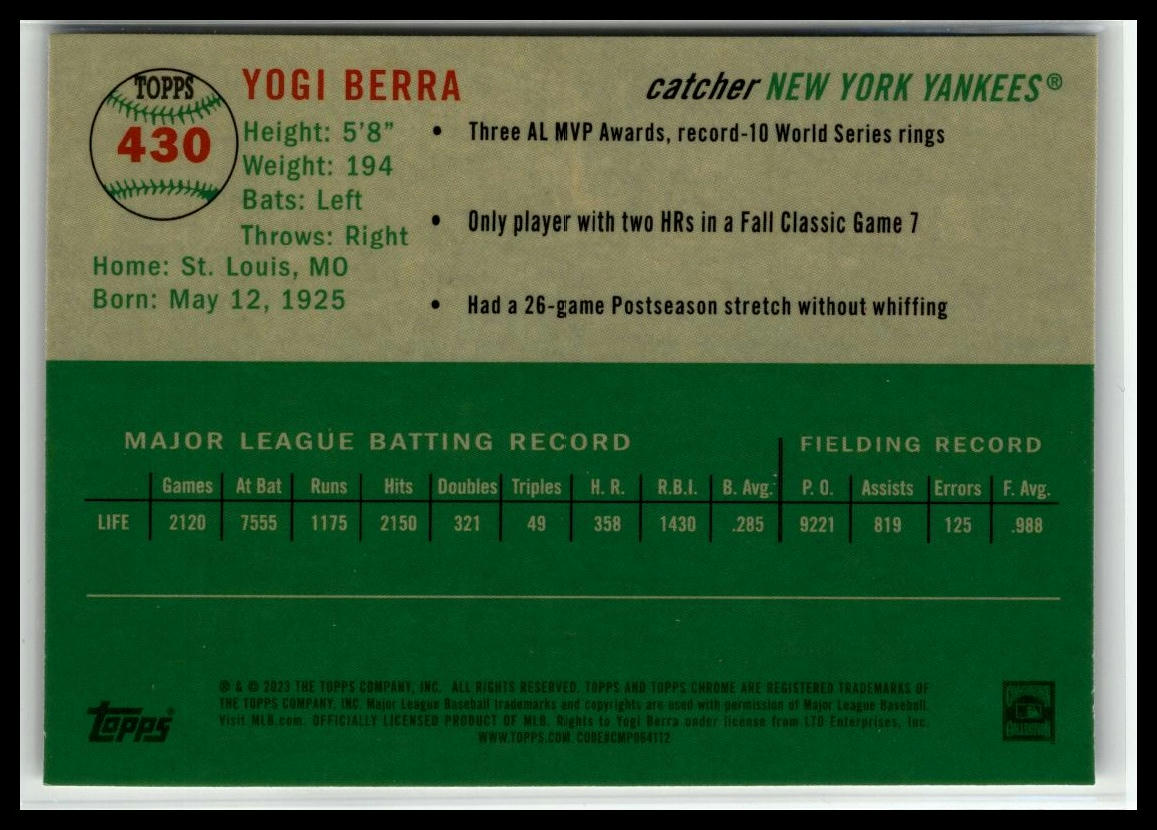 TOPPS
430
YOGI BERRA
catcher NEW YORK YANKEES®
Height: 5'8"
Weight: 194
Bats: Left
Throws: Right
Home: St. Louis, MO
Born: May 12, 1925
• Three AL MVP Awards, record-10 World Series rings
• Only player with two HRs in a Fall Classic Game 7
• Had a 26-game Postseason stretch without whiffing
MAJOR LEAGUE BATTING RECORD FIELDING RECORD
Games At Bat Runs Hits Doubles Triples H. R. R.B.I. B. Avg. P. O. Assists Errors F. Avg.
LIFE 2120 7555 1175 2150 321 49 358 1430 .285 9221 819 125 .988
® & © 2023 THE TOPPS COMPANY, INC. ALL RIGHTS RESERVED. TOPPS AND TOPPS CHROME ARE REGISTERED TRADEMARKS OF
THE TOPPS COMPANY, INC. Major League Baseball trademarks and copyrights are used with permission of Major League Baseball.
Visit MLB.com. OFFICIALLY LICENSED PRODUCT OF MLB. Rights to Yogi Berra under license from LTD Enterprises, Inc.
WWW.TOPPS.COM. CODE#CMP064112
Topps
COOPERSTOWN
COLLECTION